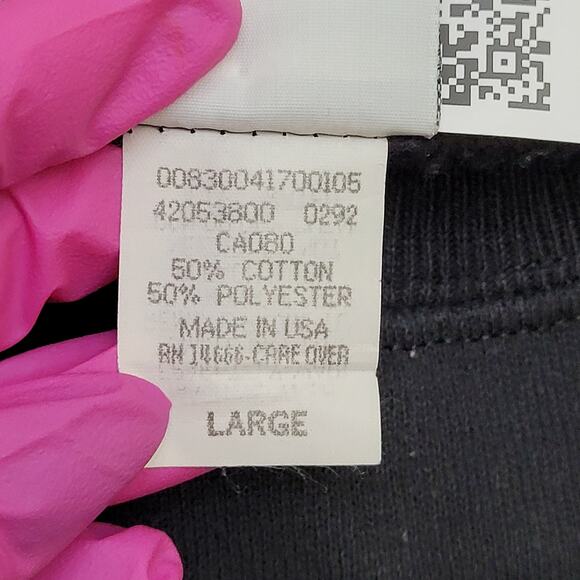 00830041700105
42053800 0292
CA080
50% COTTON
50% POLYESTER
MADE IN USA
RN 14666-CARE OVER
LARGE